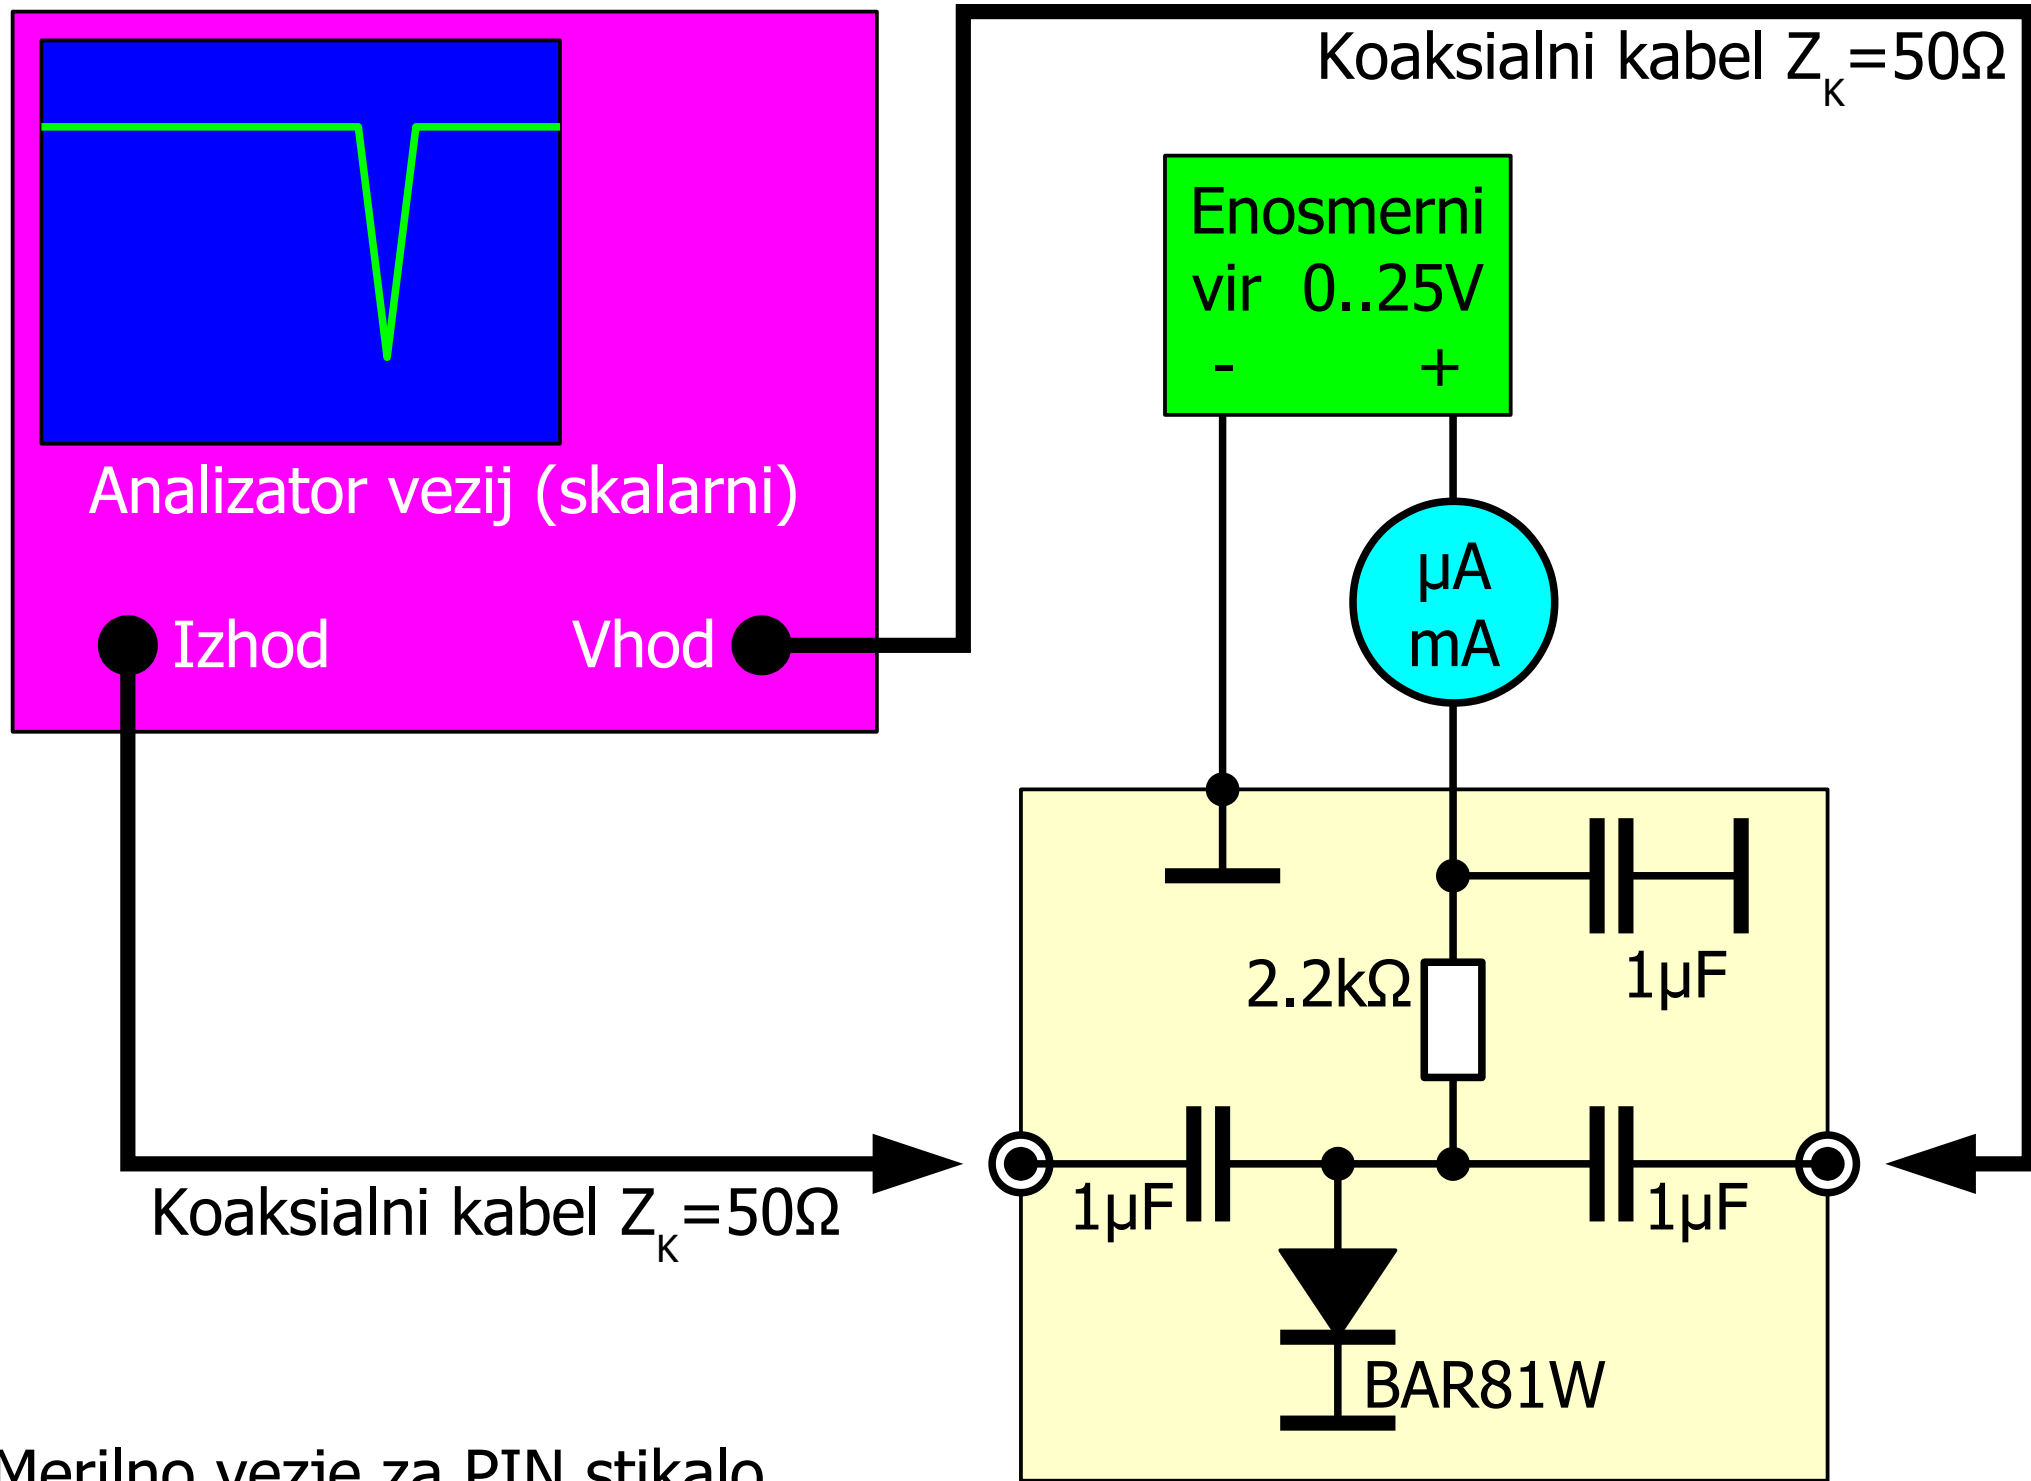 Koaksialni kabel ZK=50Ω
Enosmerni
vir 0..25V
- +
Analizator vezij (skalarni)
µA
mA
Izhod Vhod
2.2kΩ
1µF
1µF
1µF
Koaksialni kabel ZK=50Ω
BAR81W
Merilno vezje za PIN stikalo